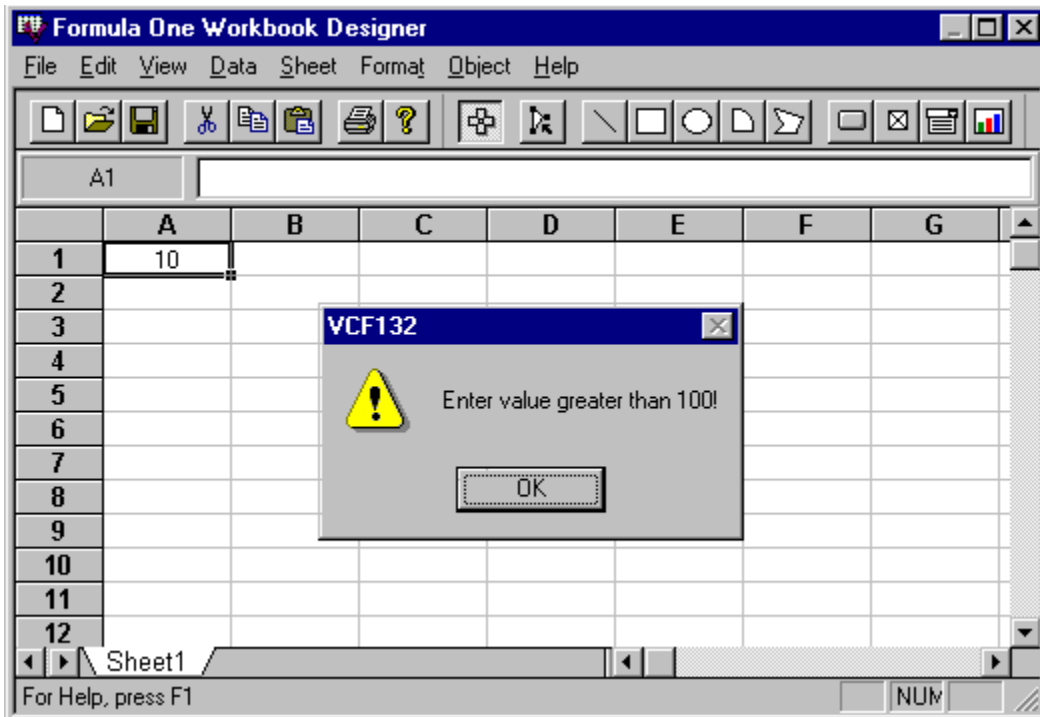 Formula One Workbook Designer
File Edit View Data Sheet Format Object Help
A1
A B C D E F G
1 10
2
3
4
5
6
7
8
9
10
11
12
VCF132
Enter value greater than 100!
OK
Sheet1
For Help, press F1 NUM